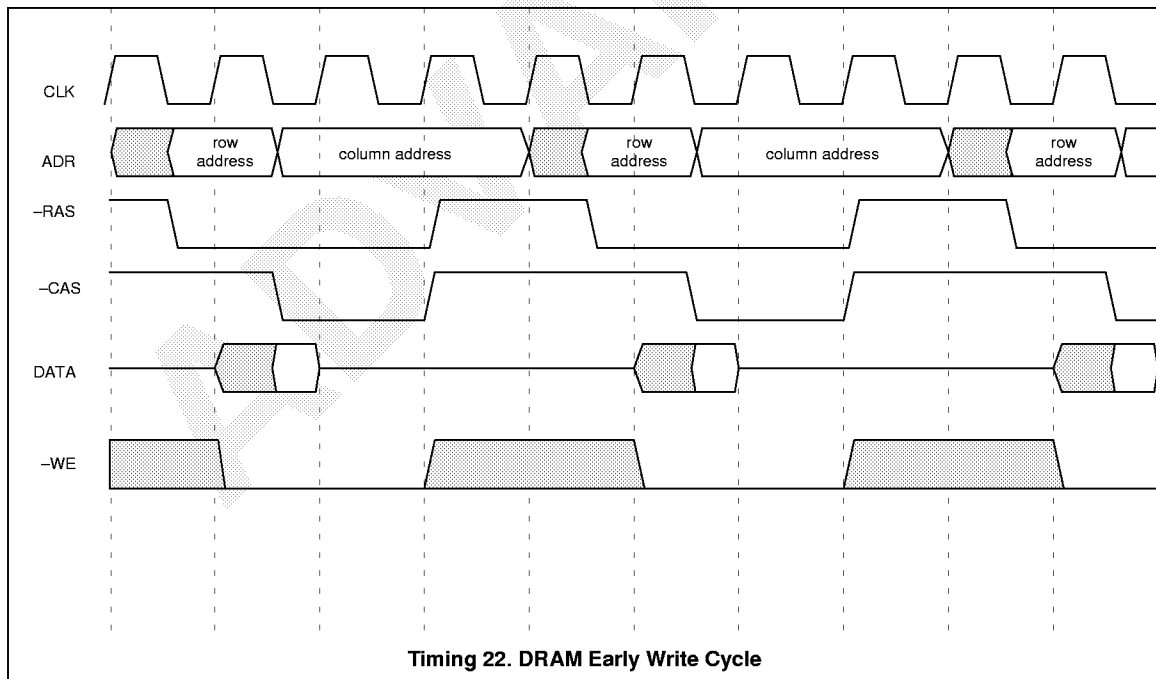 CLK
ADR
row
address
column address
row
address
column address
row
address
–RAS
–CAS
DATA
–WE
Timing 22. DRAM Early Write Cycle